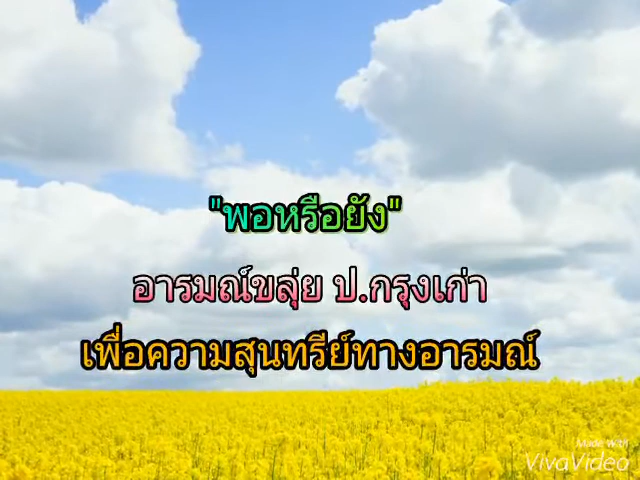 "พอหรือยัง"
อารมณ์ขลุ่ย ป.กรุงเก่า
เพื่อความสุนทรีย์ทางอารมณ์
Made With
VivaVideo